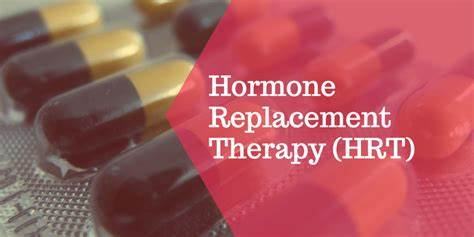 Hormone
Replacement
Therapy (HRT)